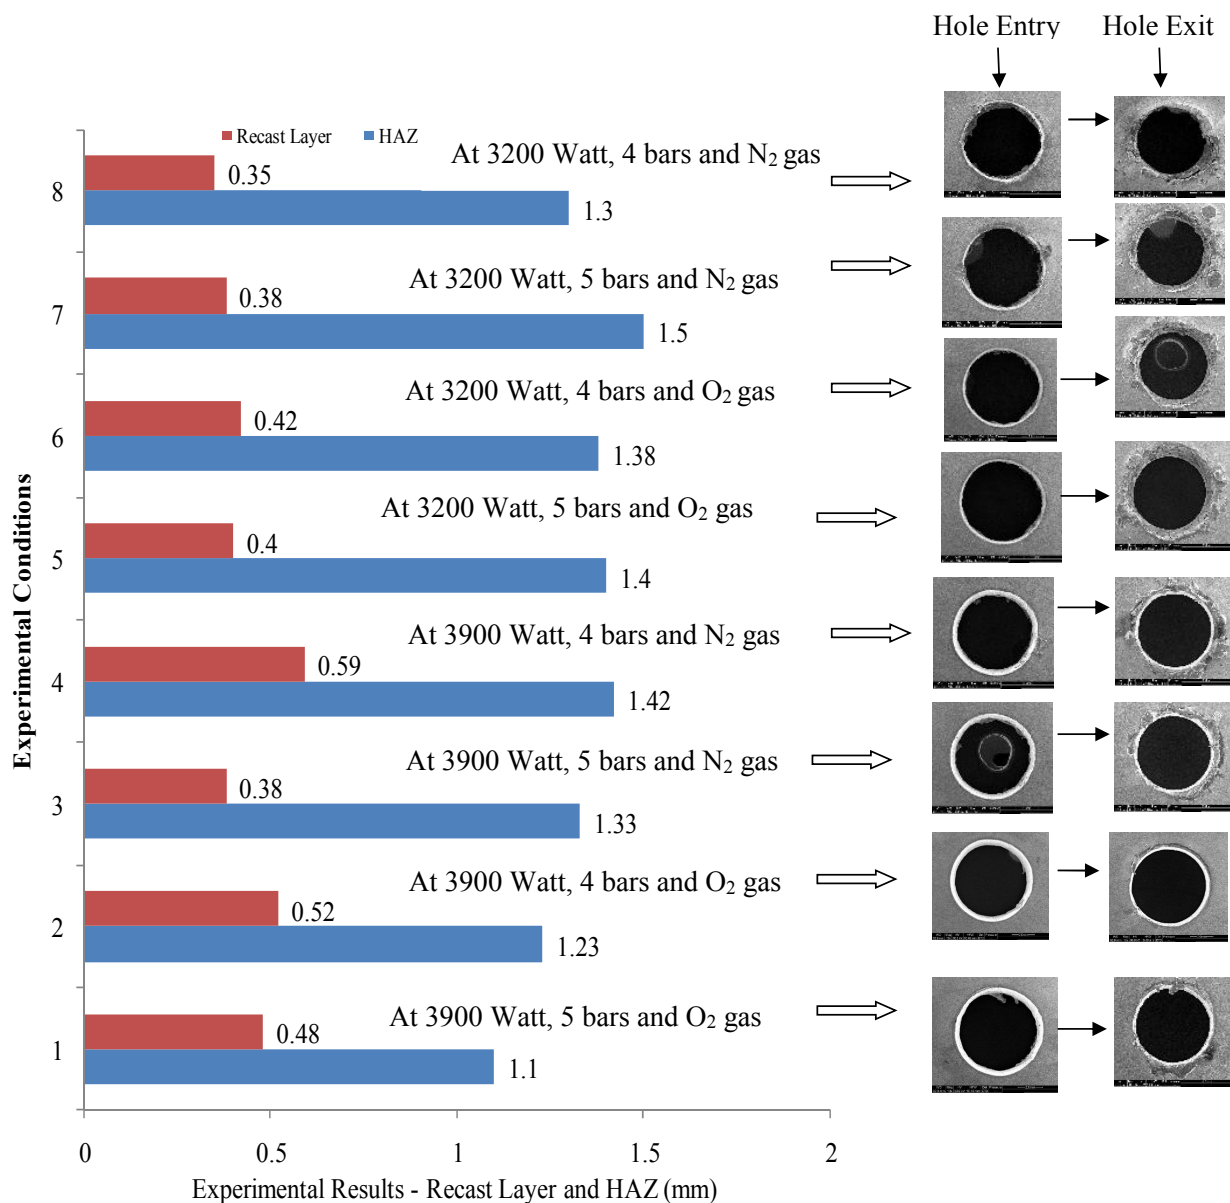 Hole Entry Hole Exit
Recast Layer HAZ
At 3200 Watt, 4 bars and N₂ gas
8
0.35
1.3
At 3200 Watt, 5 bars and N₂ gas
7
0.38
1.5
At 3200 Watt, 4 bars and O₂ gas
6
0.42
1.38
At 3200 Watt, 5 bars and O₂ gas
5
0.4
1.4
At 3900 Watt, 4 bars and N₂ gas
4
0.59
1.42
At 3900 Watt, 5 bars and N₂ gas
3
0.38
1.33
At 3900 Watt, 4 bars and O₂ gas
2
0.52
1.23
At 3900 Watt, 5 bars and O₂ gas
1
0.48
1.1
Experimental Conditions
0 0.5 1 1.5 2
Experimental Results - Recast Layer and HAZ (mm)